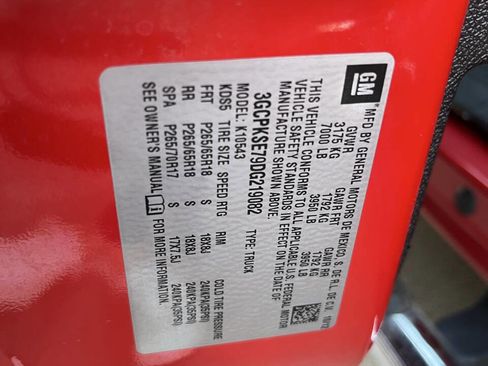 GM
MFD BY GENERAL MOTORS DE MEXICO, S. DE R.L. DE C.V. 10/12
GVWR GAWR FRT GAWR RR
3175 KG 1792 KG 1792 KG
7000 LB 3950 LB 3950 LB
THIS VEHICLE CONFORMS TO ALL APPLICABLE U.S. FEDERAL MOTOR
VEHICLE SAFETY STANDARDS IN EFFECT ON THE DATE OF
MANUFACTURE SHOWN ABOVE.
3GCPKSE79DG219082 TYPE: TRUCK
MODEL: K10543
KDS5 TIRE SIZE SPEED RTG RIM COLD TIRE PRESSURE
FRT P265/65R18 S 18X8J 240KPA(35PSI)
RR P265/65R18 S 18X8J 240KPA(35PSI)
SPA P265/70R17 S 17X7.5J 240KPA(35PSI)
SEE OWNER'S MANUAL